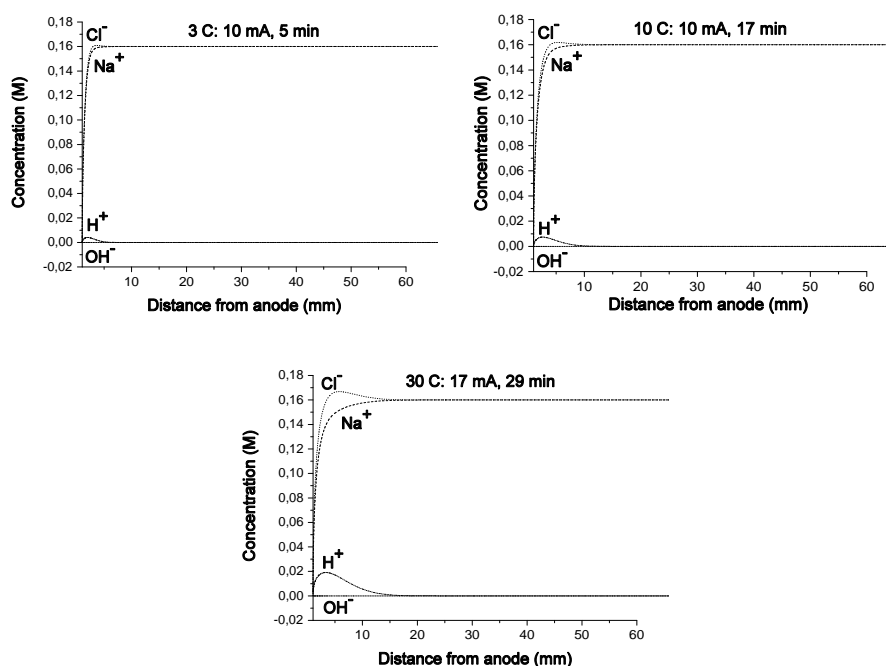 3 C: 10 mA, 5 min
Concentration (M)
0,18
0,16
0,14
0,12
0,10
0,08
0,06
0,04
0,02
0,00
-0,02
Cl⁻
Na⁺
H⁺
OH⁻
10 20 30 40 50 60
Distance from anode (mm)
10 C: 10 mA, 17 min
Concentration (M)
0,18
0,16
0,14
0,12
0,10
0,08
0,06
0,04
0,02
0,00
-0,02
Cl⁻
Na⁺
H⁺
OH⁻
10 20 30 40 50 60
Distance from anode (mm)
30 C: 17 mA, 29 min
Concentration (M)
0,18
0,16
0,14
0,12
0,10
0,08
0,06
0,04
0,02
0,00
-0,02
Cl⁻
Na⁺
H⁺
OH⁻
10 20 30 40 50 60
Distance from anode (mm)